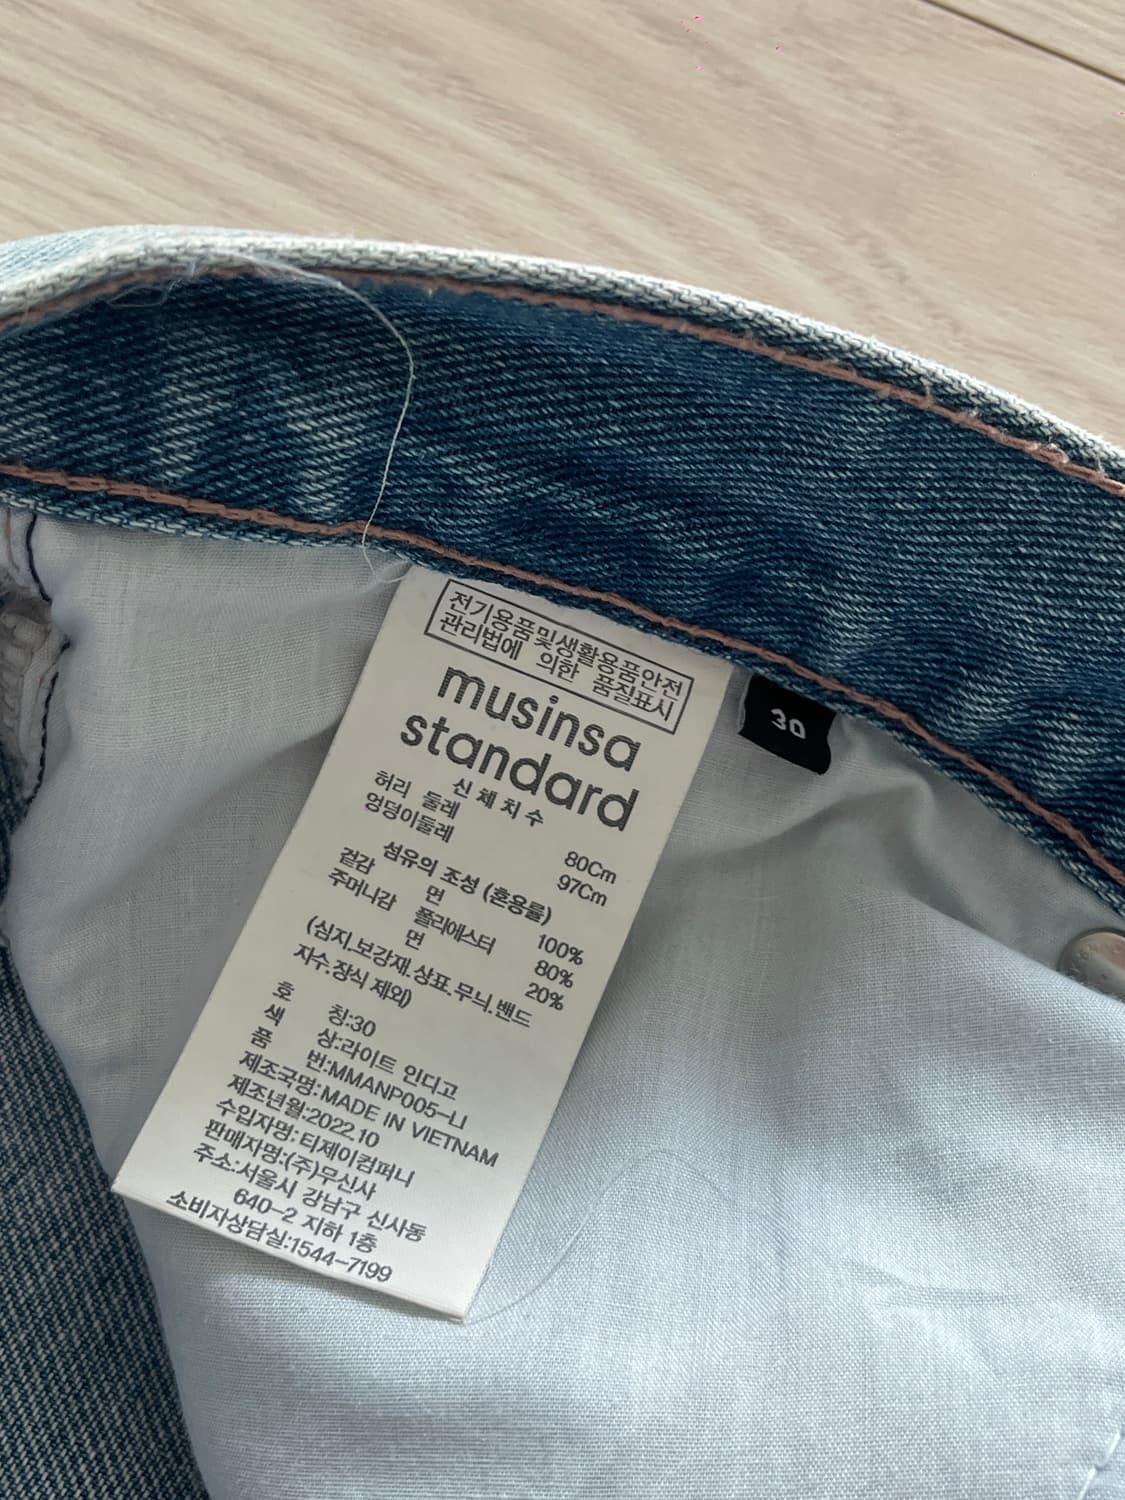 전기용품및생활용품안전
관리법에 의한 품질표시
musinsa
standard
신체치수
허리 둘레 80Cm
엉덩이둘레 97Cm
섬유의 조성 (혼용률)
겉감 면 100%
주머니감 폴리에스터 80%
면 20%
(심지.보강재.상표.무늬.밴드
자수.장식 제외)
호 칭:30
색 상:라이트 인디고
품 번:MMANP005-LI
제조국명:MADE IN VIETNAM
제조년월:2022.10
수입자명:티제이컴퍼니
판매자명:(주)무신사
주소:서울시 강남구 신사동
640-2 지하 1층
소비자상담실:1544-7199
30